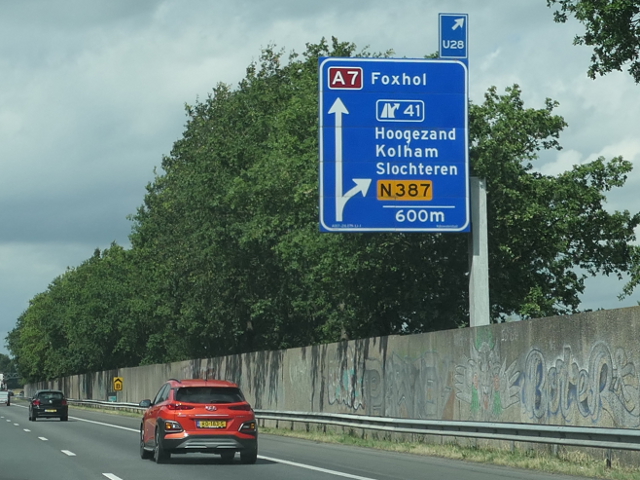 U28
A7 Foxhol
41
Hoogezand
Kolham
Slochteren
N387
600m